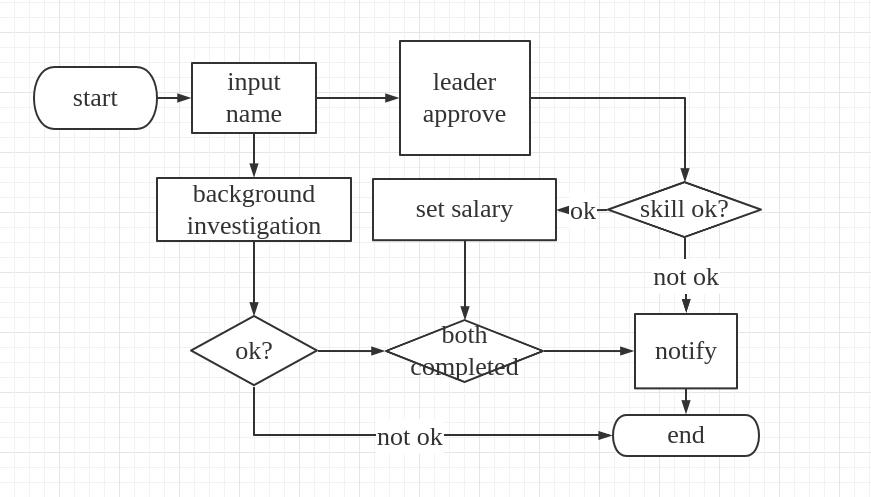 start
input
name
leader
approve
background
investigation
set salary
ok
skill ok?
not ok
ok?
both
completed
notify
not ok
end